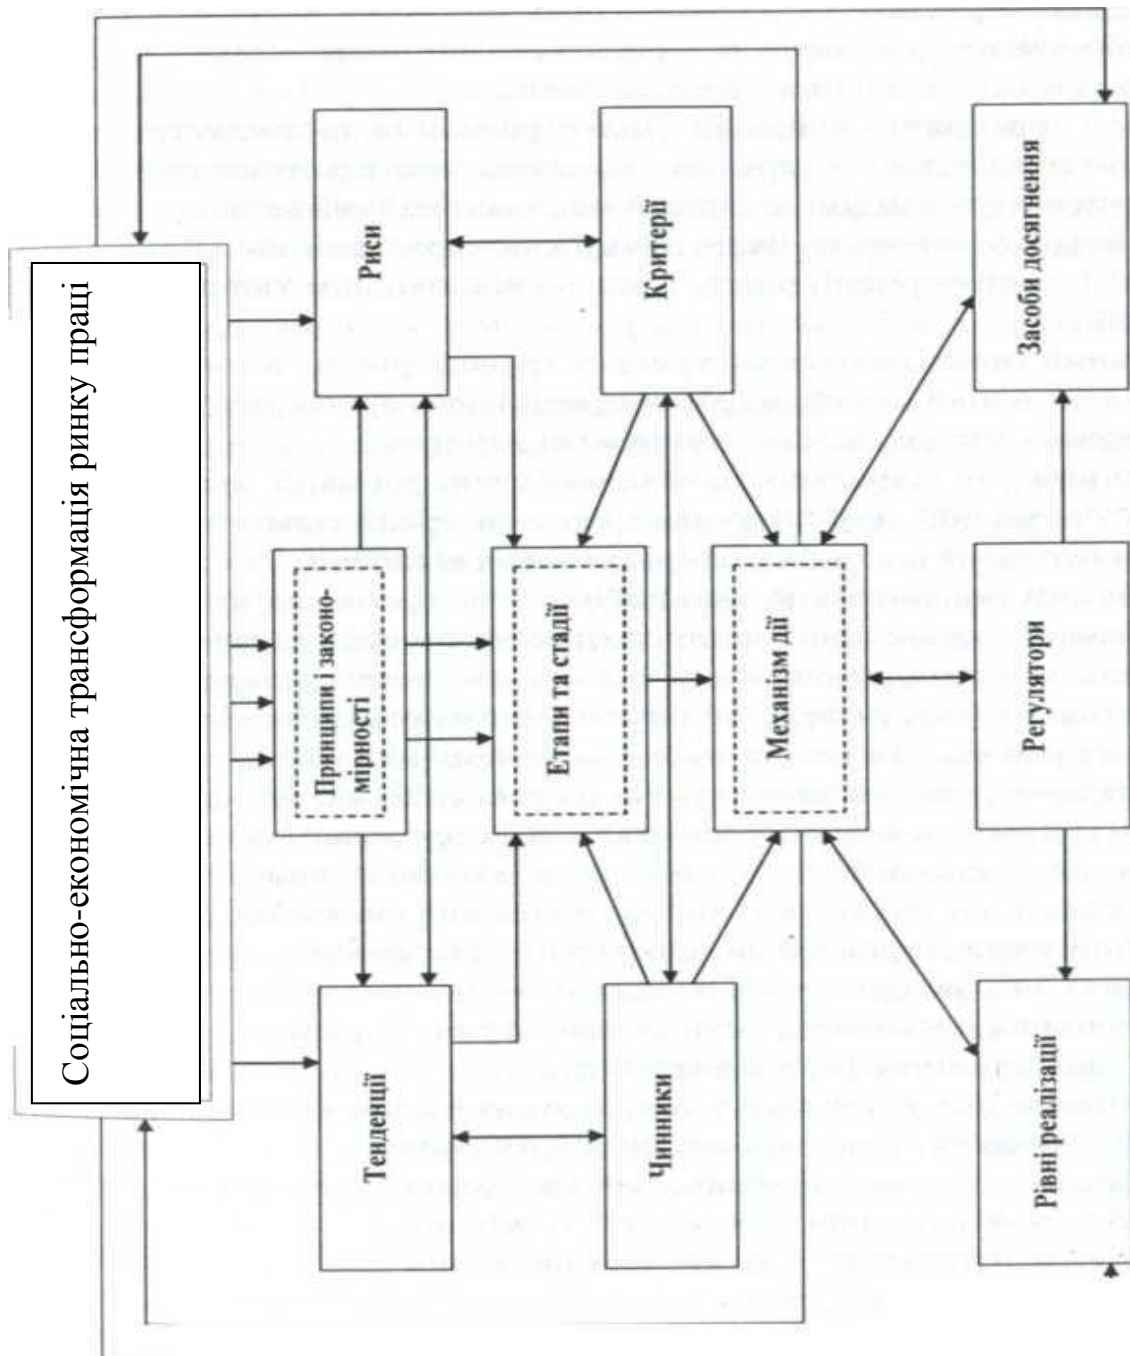 Соціально-економічна трансформація ринку праці
Тенденції
Принципи і законо-
мірності
Риси
Чинники
Етапи та стадії
Критерії
Механізм дії
Рівні реалізації
Регулятори
Засоби досягнення